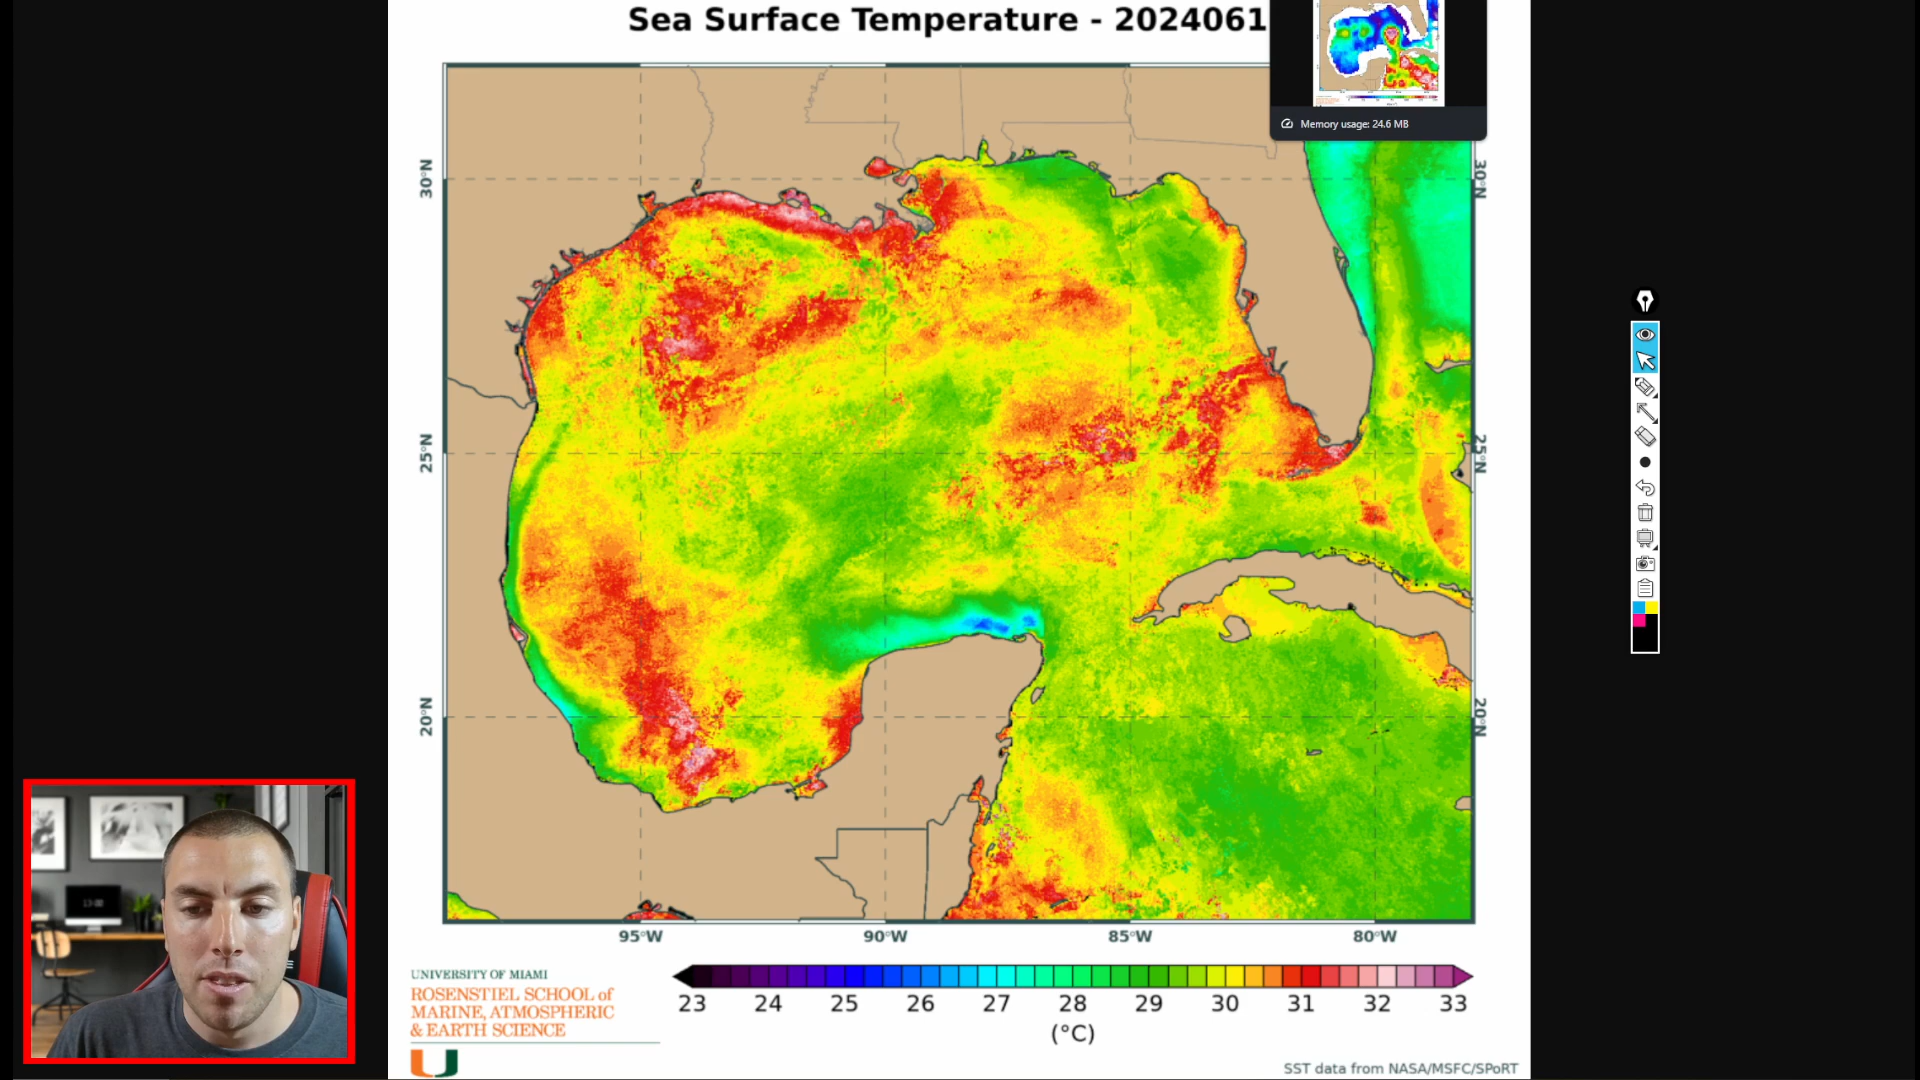 Sea Surface Temperature - 2024061
Memory usage: 24.6 MB
30°N
30°N
25°N
25°N
20°N
20°N
95°W 90°W 85°W 80°W
23 24 25 26 27 28 29 30 31 32 33
(°C)
UNIVERSITY OF MIAMI
ROSENSTIEL SCHOOL of
MARINE, ATMOSPHERIC
& EARTH SCIENCE
SST data from NASA/MSFC/SPoRT